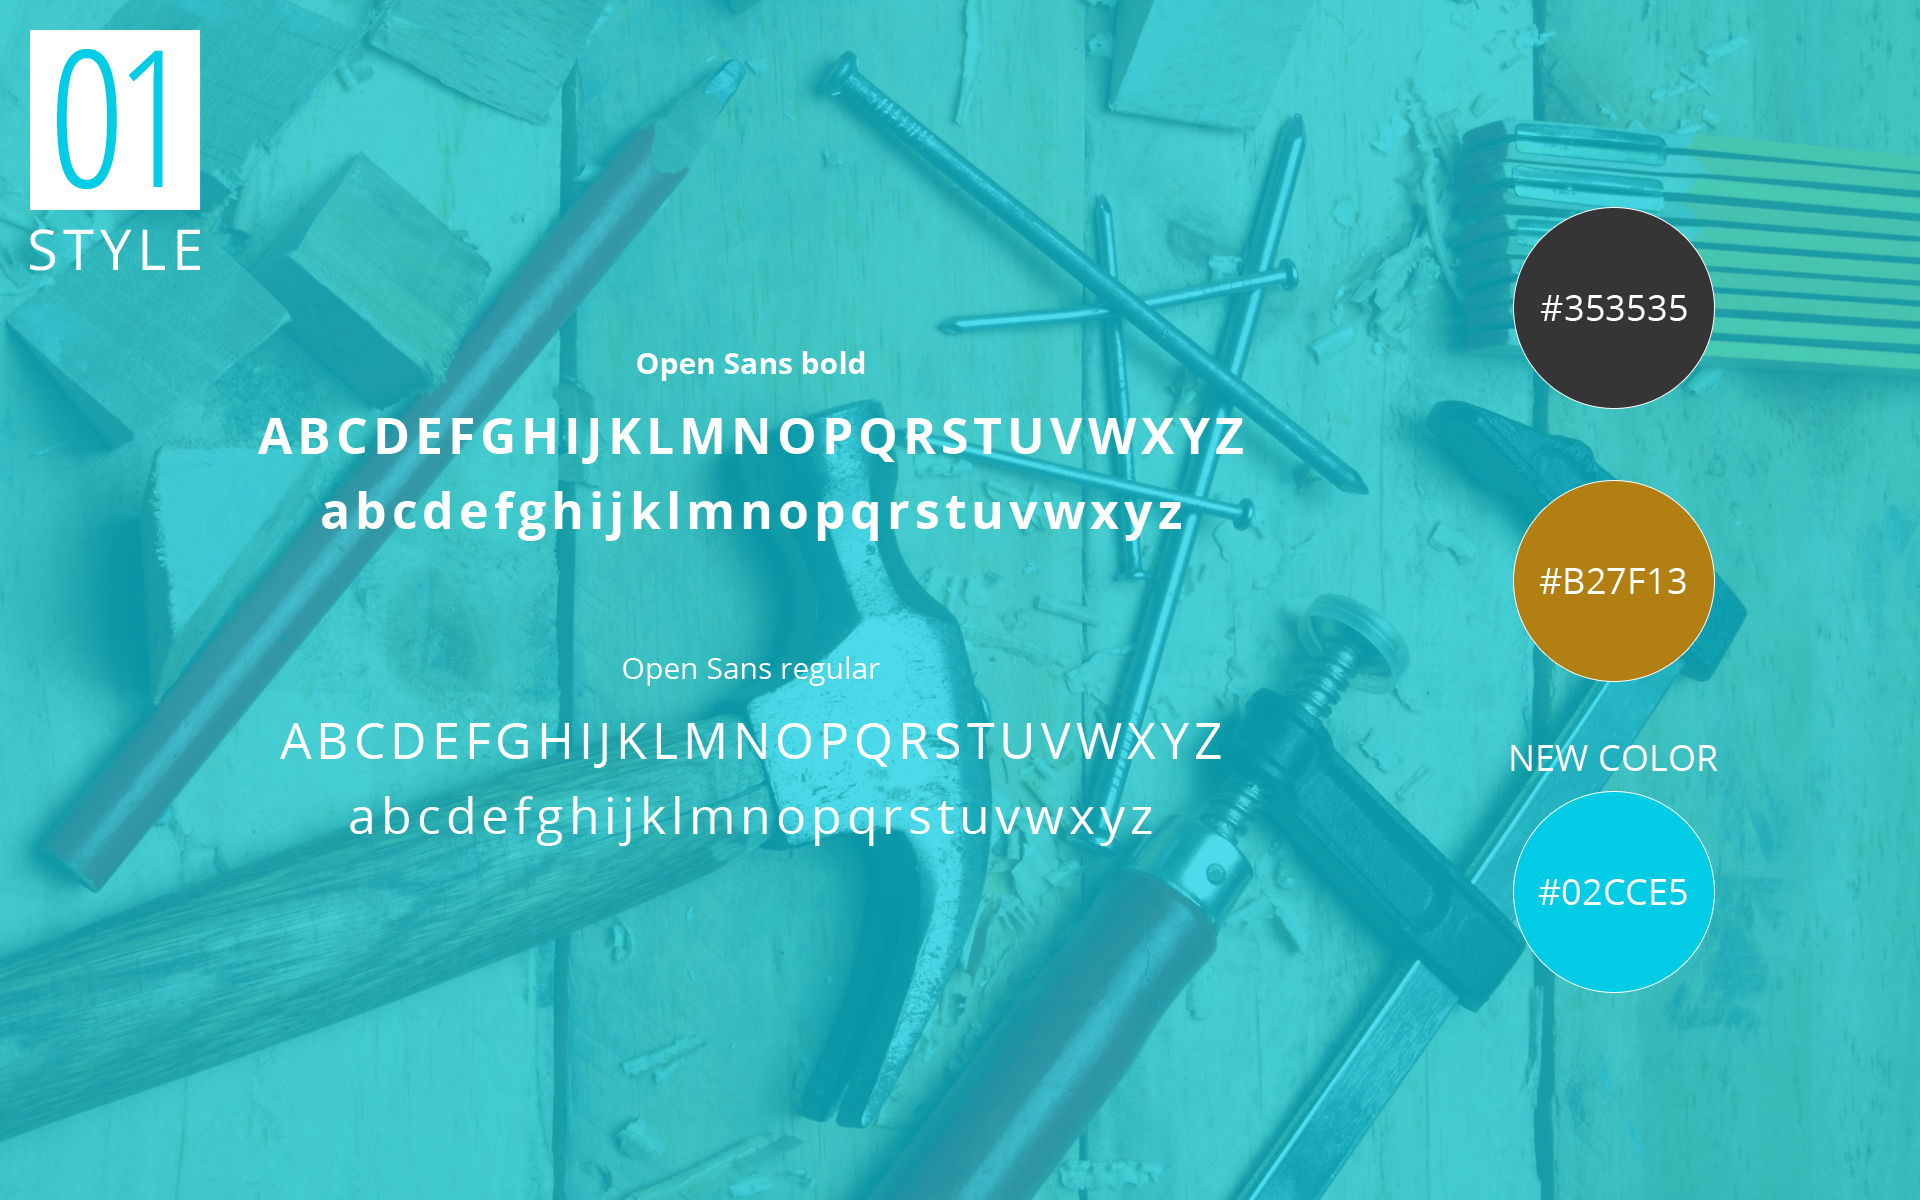 01
STYLE
Open Sans bold
ABCDEFGHIJKLMNOPQRSTUVWXYZ
abcdefghijklmnopqrstuvwxyz
Open Sans regular
ABCDEFGHIJKLMNOPQRSTUVWXYZ
abcdefghijklmnopqrstuvwxyz
#353535
#B27F13
NEW COLOR
#02CCE5